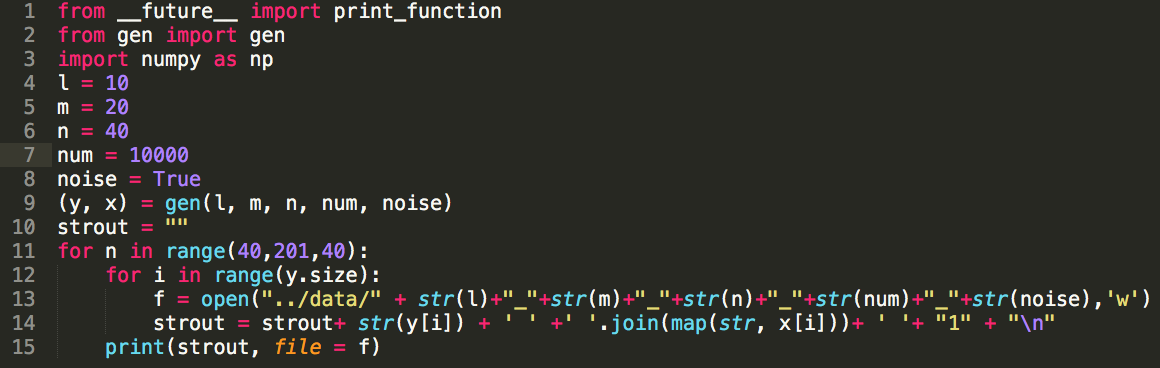 1 from __future__ import print_function
2 from gen import gen
3 import numpy as np
4 l = 10
5 m = 20
6 n = 40
7 num = 10000
8 noise = True
9 (y, x) = gen(l, m, n, num, noise)
10 strout = ""
11 for n in range(40,201,40):
12     for i in range(y.size):
13         f = open("../data/" + str(l)+"_"+str(m)+"_"+str(n)+"_"+str(num)+"_"+str(noise),'w')
14         strout = strout+ str(y[i]) + ' ' +' '.join(map(str, x[i]))+ ' '+ "1" + "\n"
15     print(strout, file = f)